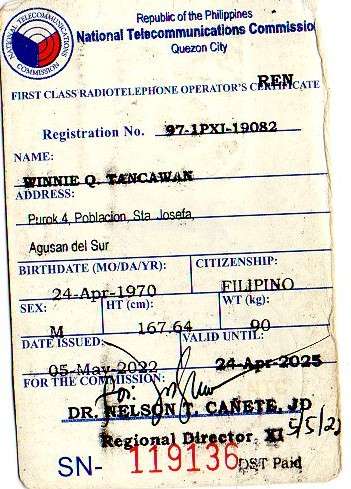 NATIONAL TELECOMMUNICATIONS COMMISSION
Republic of the Philippines
National Telecommunications Commissio
Quezon City
REN
FIRST CLASS RADIOTELEPHONE OPERATOR'S CERTIFICATE
Registration No. 97-1PXI-19082
NAME:
WINNIE Q. TANCAWAN
ADDRESS:
Purok 4, Poblacion, Sta. Josefa,
Agusan del Sur
BIRTHDATE (MO/DA/YR): CITIZENSHIP:
24-Apr-1970 FILIPINO
SEX: HT (cm): WT (kg):
M 167.64 90
DATE ISSUED: VALID UNTIL:
05-May-2022 24-Apr-2025
FOR THE COMMISSION:
For:
DR. NELSON T. CAÑETE, JD
Regional Director XI 5/5/22
SN- 119136 DST Paid